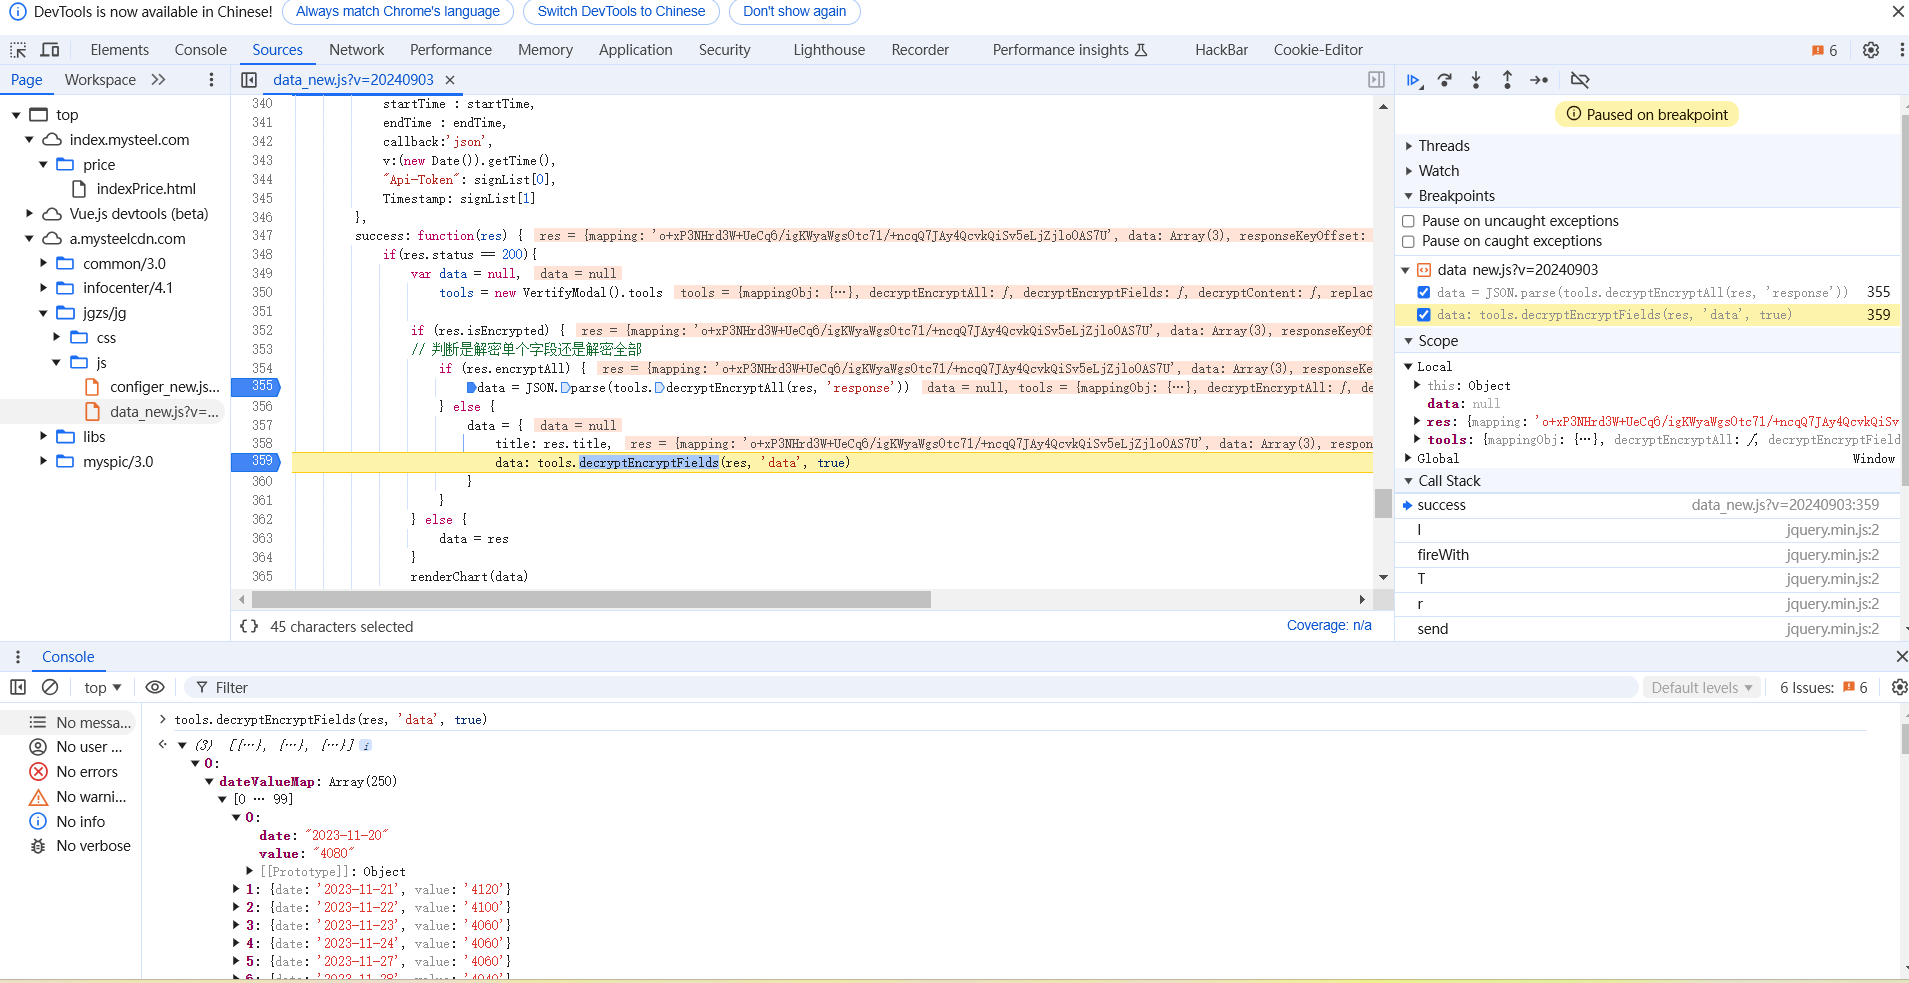 DevTools is now available in Chinese! Always match Chrome's language Switch DevTools to Chinese Don't show again
Elements Console Sources Network Performance Memory Application Security Lighthouse Recorder Performance insights HackBar Cookie-Editor 6
Page Workspace
data_new.js?v=20240903
top
index.mysteel.com
price
indexPrice.html
Vue.js devtools (beta)
a.mysteelcdn.com
common/3.0
infocenter/4.1
jgzs/jg
css
js
configer_new.js...
data_new.js?v=...
libs
myspic/3.0
340 startTime : startTime,
341 endTime : endTime,
342 callback:'json',
343 v:(new Date()).getTime(),
344 "Api-Token": signList[0],
345 Timestamp: signList[1]
346 },
347 success: function(res) { res = {mapping: 'o+xP3NHrd3W+UeCq6/igKWyaWgsOtc71/+ncqQ7JAy4QcvkQiSv5eLjZjloOAS7U', data: Array(3), responseKeyOffset:
348 if(res.status == 200){
349 var data = null, data = null
350 tools = new VertifyModal().tools tools = {mappingObj: {…}, decryptEncryptAll: ƒ, decryptEncryptFields: ƒ, decryptContent: ƒ, replac
351
352 if (res.isEncrypted) { res = {mapping: 'o+xP3NHrd3W+UeCq6/igKWyaWgsOtc71/+ncqQ7JAy4QcvkQiSv5eLjZjloOAS7U', data: Array(3), responseKeyOf
353 // 判断是解密单个字段还是解密全部
354 if (res.encryptAll) { res = {mapping: 'o+xP3NHrd3W+UeCq6/igKWyaWgsOtc71/+ncqQ7JAy4QcvkQiSv5eLjZjloOAS7U', data: Array(3), responseKe
355 data = JSON.parse(tools.decryptEncryptAll(res, 'response')) data = null, tools = {mappingObj: {…}, decryptEncryptAll: ƒ, de
356 } else {
357 data = { data = null
358 title: res.title, res = {mapping: 'o+xP3NHrd3W+UeCq6/igKWyaWgsOtc71/+ncqQ7JAy4QcvkQiSv5eLjZjloOAS7U', data: Array(3), respon
359 data: tools.decryptEncryptFields(res, 'data', true)
360 }
361 }
362 } else {
363 data = res
364 }
365 renderChart(data)
45 characters selected Coverage: n/a
Paused on breakpoint
Threads
Watch
Breakpoints
Pause on uncaught exceptions
Pause on caught exceptions
data_new.js?v=20240903
data = JSON.parse(tools.decryptEncryptAll(res, 'response')) 355
data: tools.decryptEncryptFields(res, 'data', true) 359
Scope
Local
this: Object
data: null
res: {mapping: 'o+xP3NHrd3W+UeCq6/igKWyaWgsOtc71/+ncqQ7JAy4QcvkQiSv
tools: {mappingObj: {…}, decryptEncryptAll: ƒ, decryptEncryptField
Global Window
Call Stack
success data_new.js?v=20240903:359
l jquery.min.js:2
fireWith jquery.min.js:2
T jquery.min.js:2
r jquery.min.js:2
send jquery.min.js:2
Console
top Filter Default levels 6 Issues: 6
No messa...
No user ...
No errors
No warni...
No info
No verbose
tools.decryptEncryptFields(res, 'data', true)
(3) [{…}, {…}, {…}]
0:
dateValueMap: Array(250)
[0 … 99]
0:
date: "2023-11-20"
value: "4080"
[[Prototype]]: Object
1: {date: '2023-11-21', value: '4120'}
2: {date: '2023-11-22', value: '4100'}
3: {date: '2023-11-23', value: '4060'}
4: {date: '2023-11-24', value: '4060'}
5: {date: '2023-11-27', value: '4060'}
6: {date: '2023-11-28', value: '4040'}